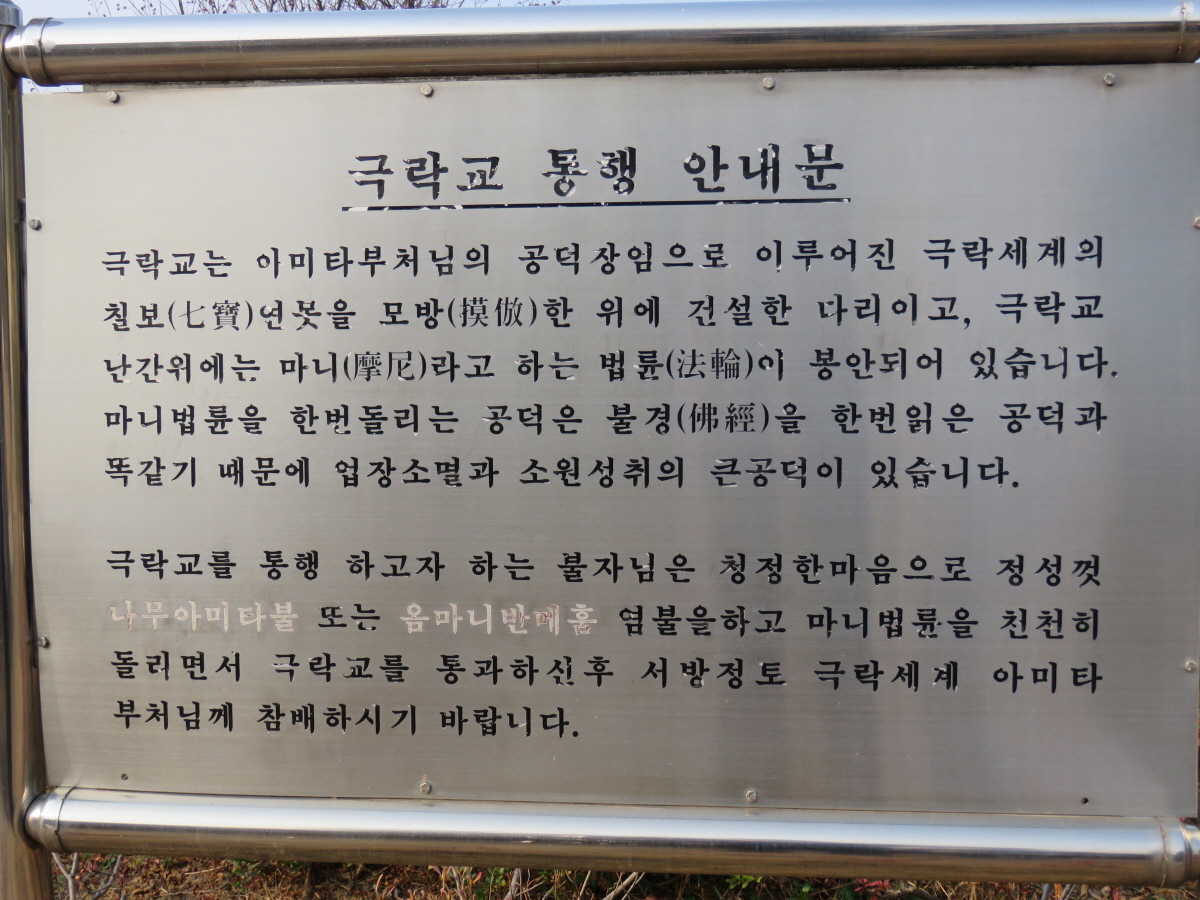 극락교 통행 안내문
극락교는 아미타부처님의 공덕장임으로 이루어진 극락세계의
칠보(七寶)연못을 모방(摸倣)한 위에 건설한 다리이고, 극락교
난간위에는 마니(摩尼)라고 하는 법륜(法輪)이 봉안되어 있습니다.
마니법륜을 한번돌리는 공덕은 불경(佛經)을 한번읽은 공덕과
똑같기 때문에 업장소멸과 소원성취의 큰공덕이 있습니다.
극락교를 통행 하고자 하는 불자님은 청정한마음으로 정성껏
나무아미타불 또는 옴마니반메훔 염불을하고 마니법륜을 천천히
돌리면서 극락교를 통과하신후 서방정토 극락세계 아미타
부처님께 참배하시기 바랍니다.